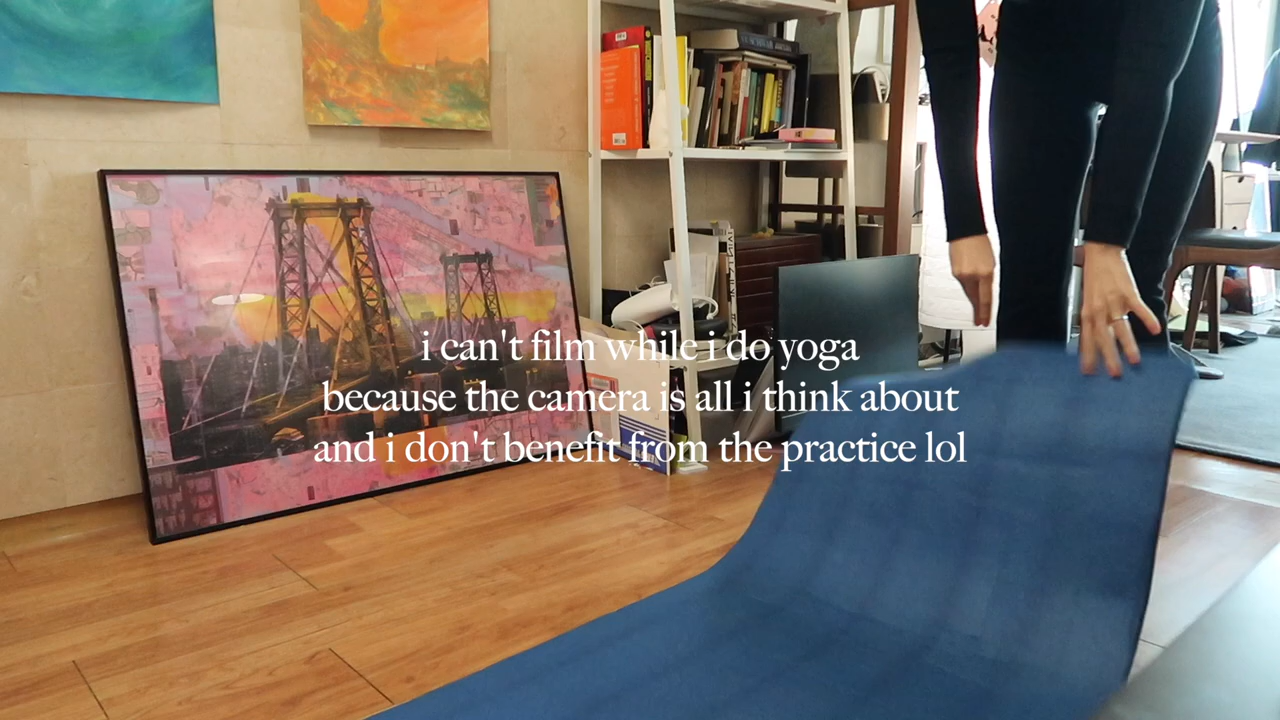 i can't film while i do yoga
because the camera is all i think about
and i don't benefit from the practice lol